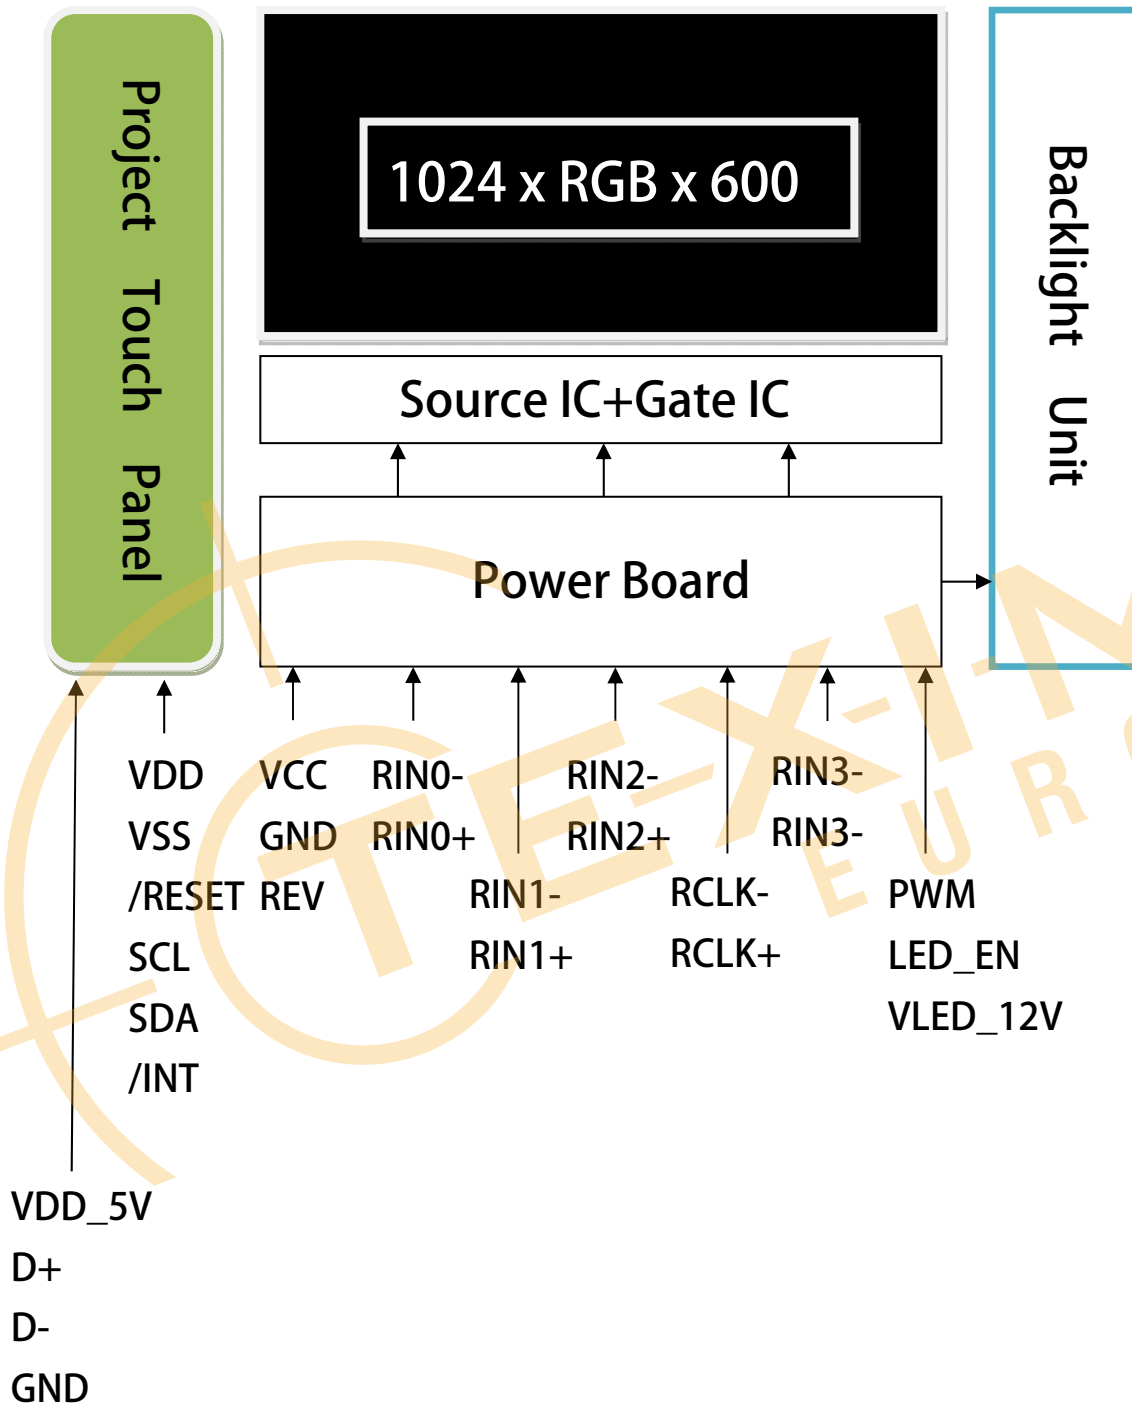 Project Touch Panel
1024 x RGB x 600
Backlight Unit
Source IC+Gate IC
Power Board
VDD
VSS
/RESET
SCL
SDA
/INT
VCC
GND
REV
RIN0-
RIN0+
RIN1-
RIN1+
RIN2-
RIN2+
RCLK-
RCLK+
RIN3-
RIN3-
PWM
LED_EN
VLED_12V
VDD_5V
D+
D-
GND